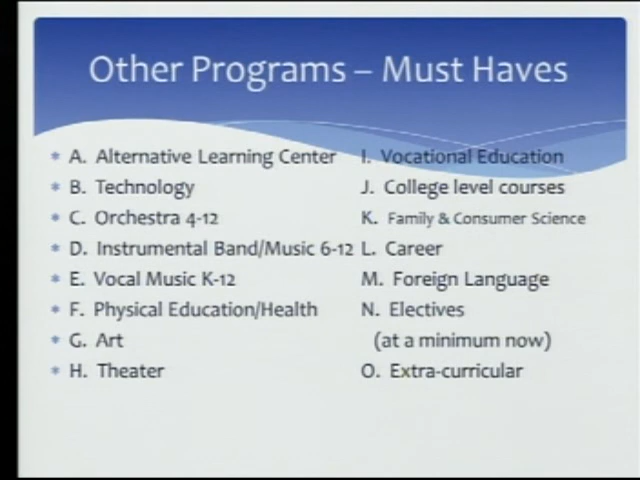 Other Programs – Must Haves
* A. Alternative Learning Center
* B. Technology
* C. Orchestra 4-12
* D. Instrumental Band/Music 6-12
* E. Vocal Music K-12
* F. Physical Education/Health
* G. Art
* H. Theater
I. Vocational Education
J. College level courses
K. Family & Consumer Science
L. Career
M. Foreign Language
N. Electives
(at a minimum now)
O. Extra-curricular